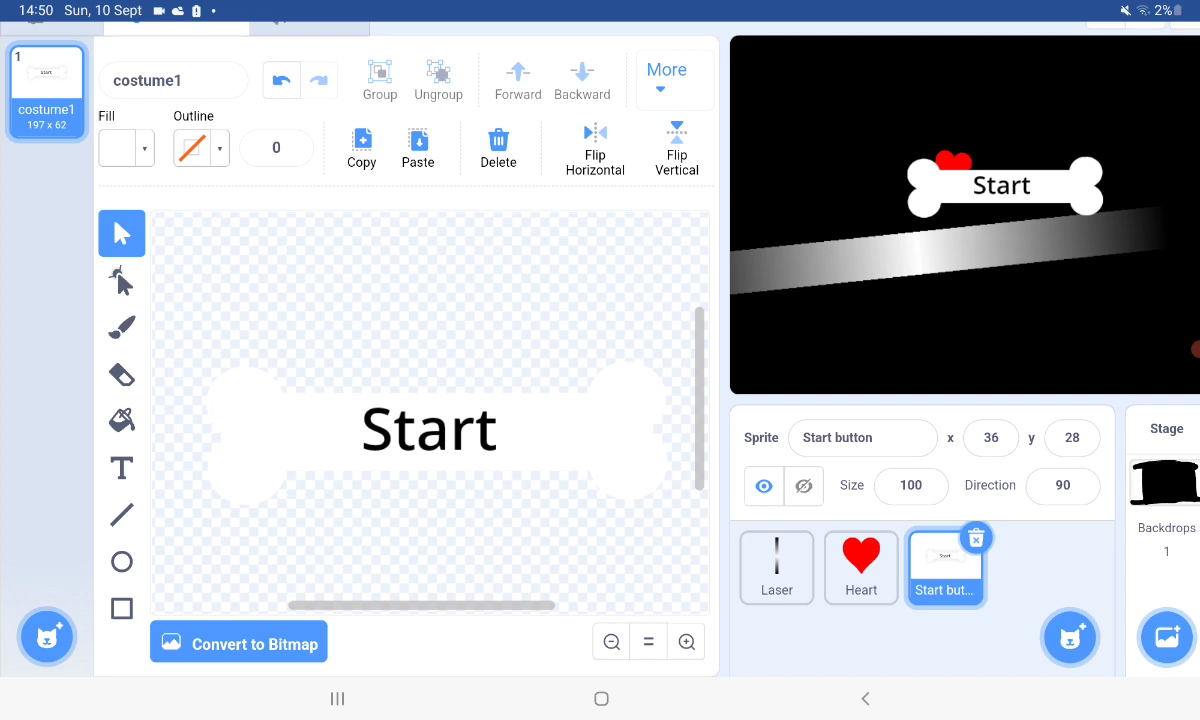 14:50 Sun, 10 Sept
2%
1
Start
costume1
197 x 62
costume1
Group
Ungroup
Forward
Backward
More
Fill
Outline
0
Copy
Paste
Delete
Flip
Horizontal
Flip
Vertical
Start
Convert to Bitmap
Start
Sprite
Start button
x
36
y
28
Size
100
Direction
90
Laser
Heart
Start
Start but...
Stage
Backdrops
1